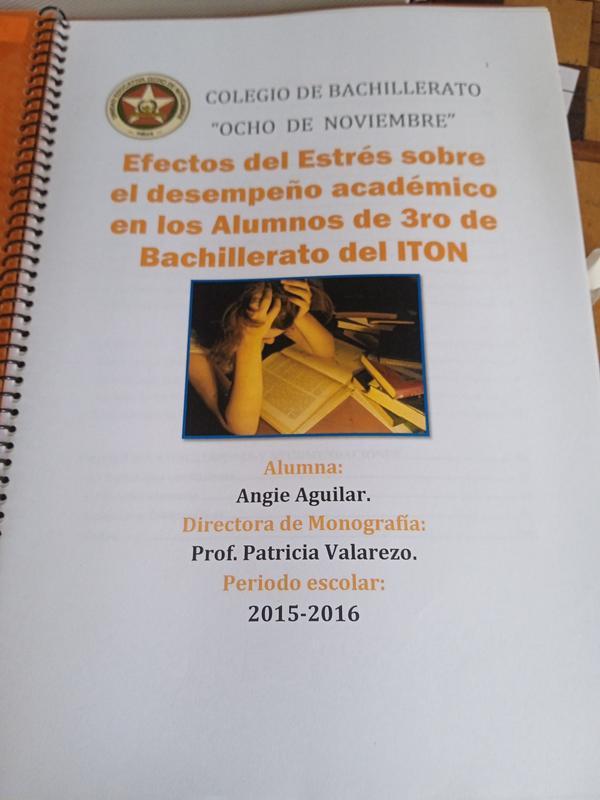 COLEGIO DE BACHILLERATO
"OCHO DE NOVIEMBRE"
Efectos del Estrés sobre
el desempeño académico
en los Alumnos de 3ro de
Bachillerato del ITON
Alumna:
Angie Aguilar.
Directora de Monografía:
Prof. Patricia Valarezo.
Periodo escolar:
2015-2016